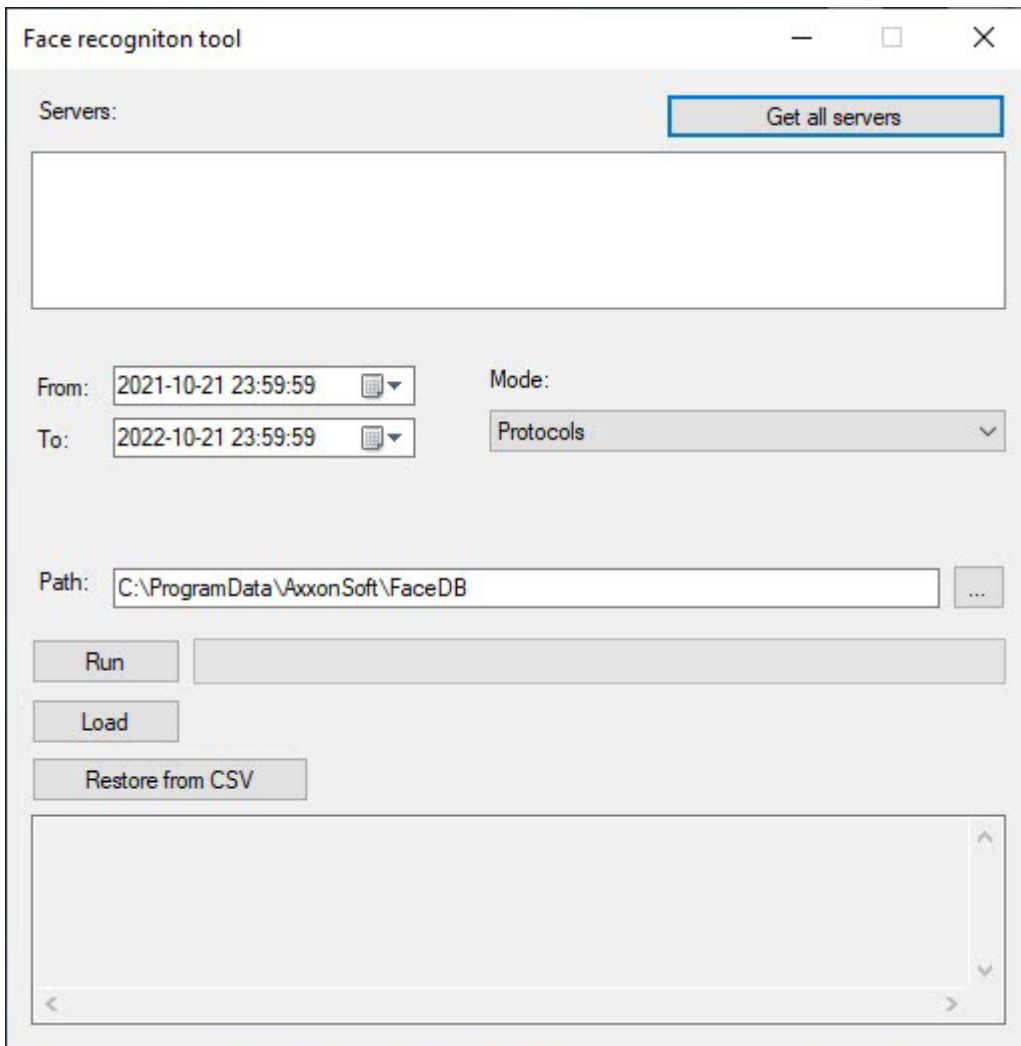 Face recogniton tool
Servers:
Get all servers
From:
2021-10-21 23:59:59
Mode:
To:
2022-10-21 23:59:59
Protocols
Path:
C:\ProgramData\AxxonSoft\FaceDB
...
Run
Load
Restore from CSV